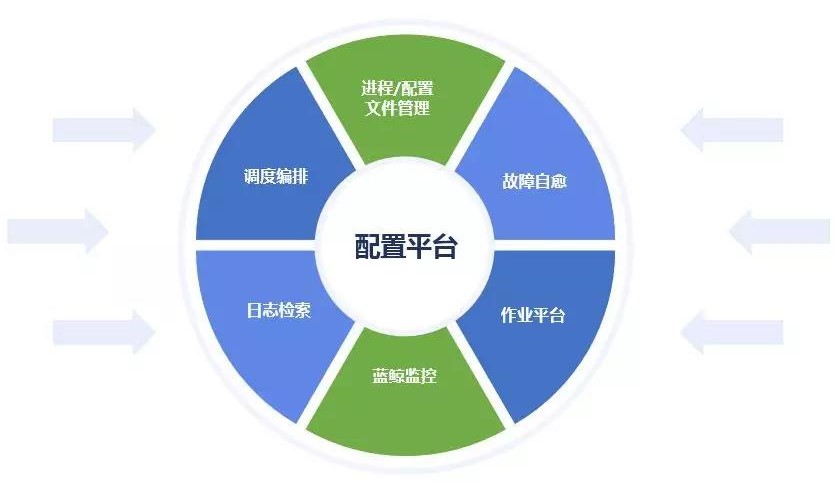 进程/配置
文件管理
调度编排
故障自愈
配置平台
日志检索
作业平台
蓝鲸监控